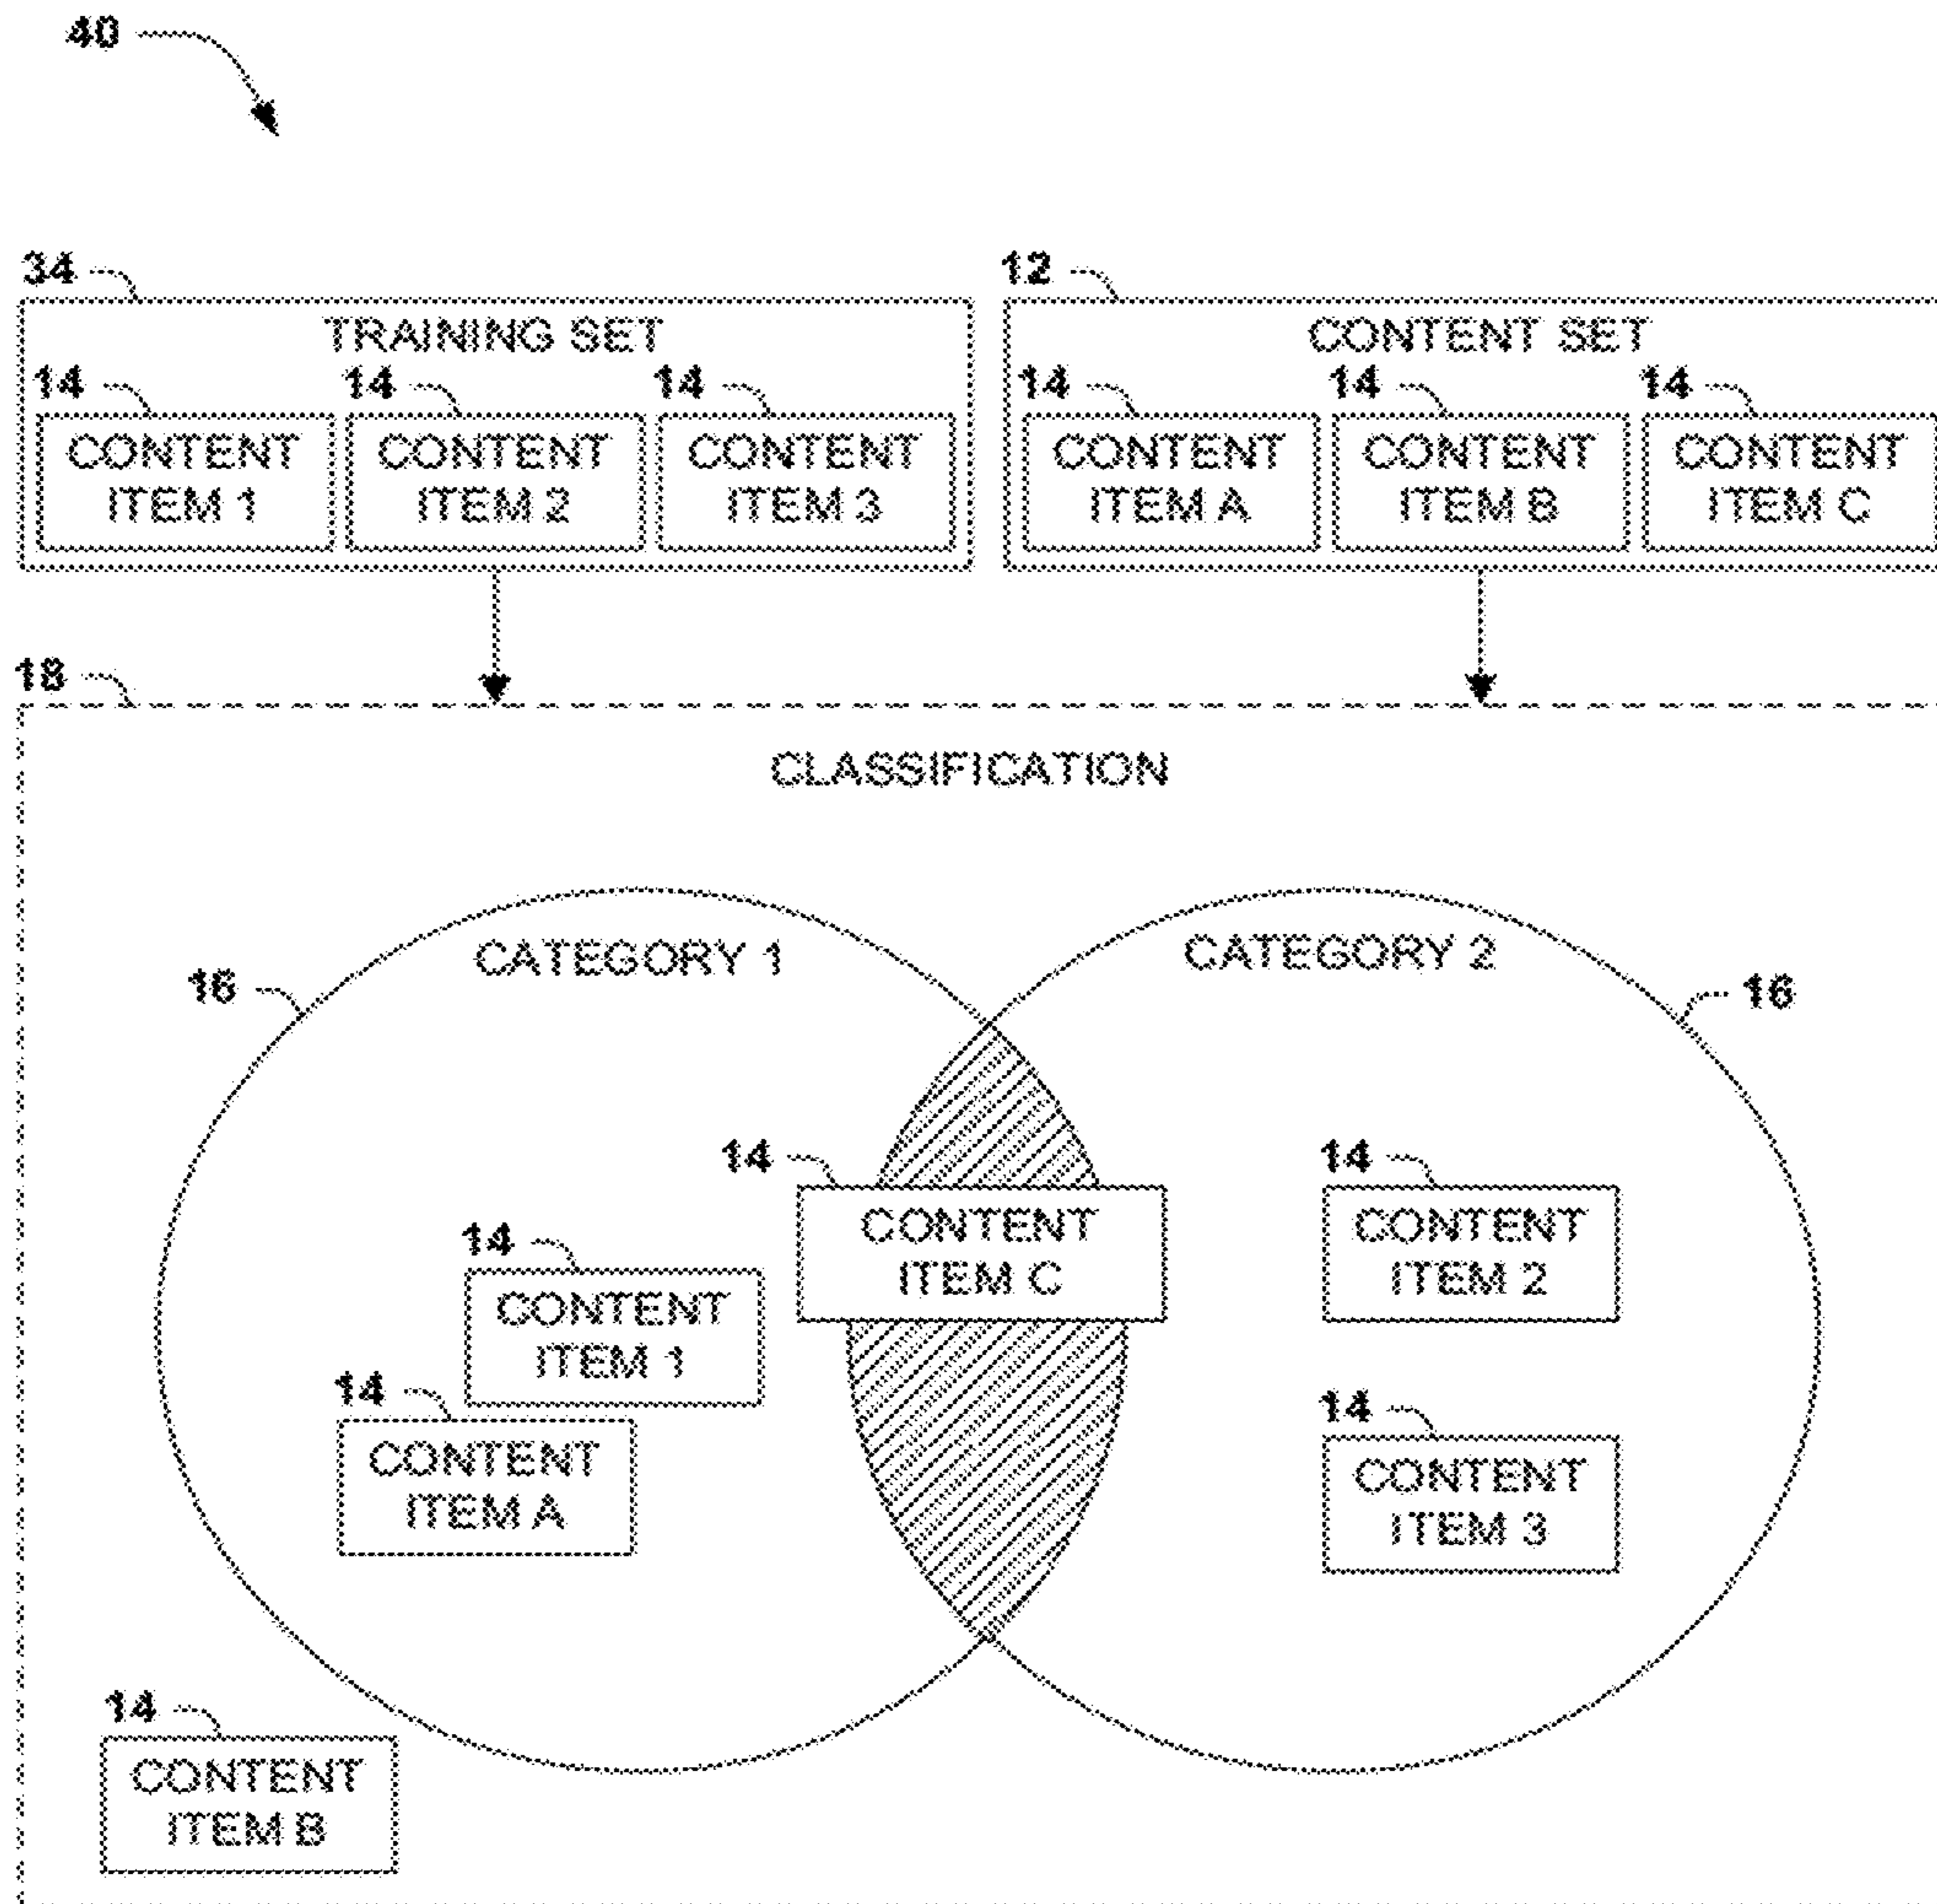 40
34
12
TRAINING SET
CONTENT SET
14 14 14 14 14 14
CONTENT ITEM 1
CONTENT ITEM 2
CONTENT ITEM 3
CONTENT ITEM A
CONTENT ITEM B
CONTENT ITEM C
18
CLASSIFICATION
CATEGORY 1
CATEGORY 2
16
16
14
CONTENT
ITEM C
14
CONTENT
ITEM 2
14
CONTENT
ITEM 1
14
CONTENT
ITEM A
14
CONTENT
ITEM 3
14
CONTENT
ITEM B